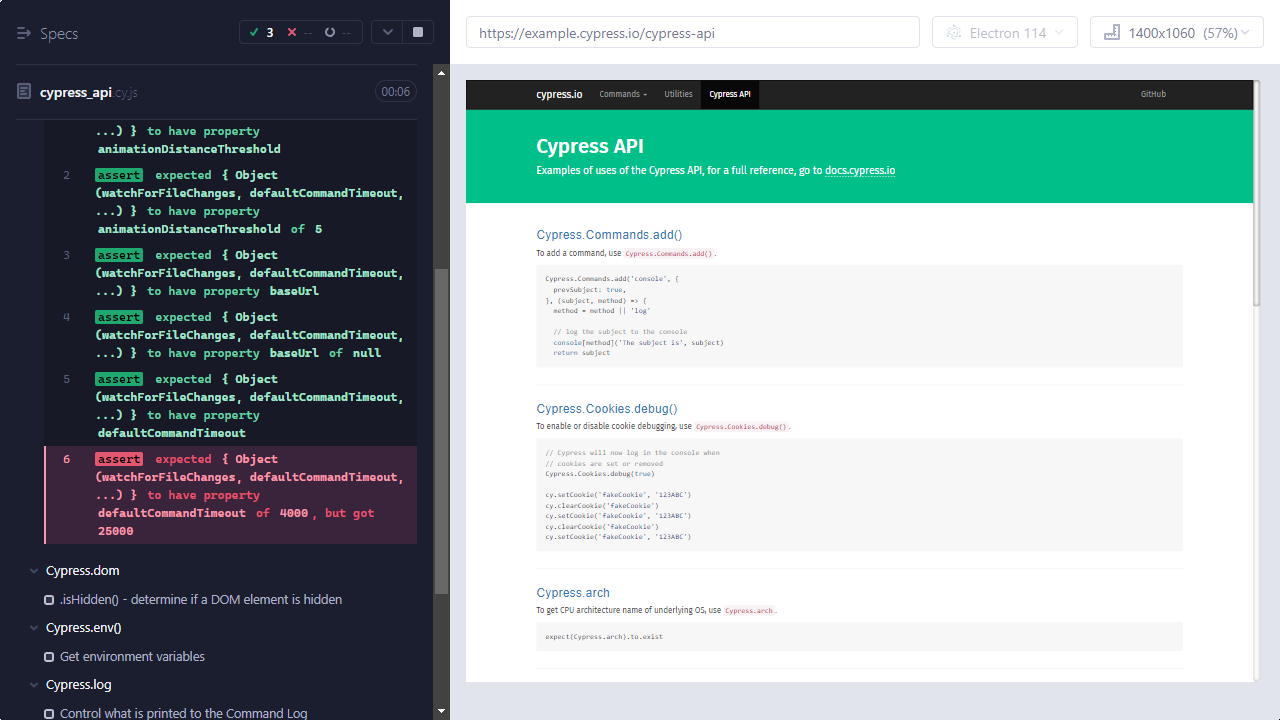 Specs
3
--
--
cypress_api.cy.js
00:06
...) } to have property
animationDistanceThreshold
2 assert expected { Object
(watchForFileChanges, defaultCommandTimeout,
...) } to have property
animationDistanceThreshold of 5
3 assert expected { Object
(watchForFileChanges, defaultCommandTimeout,
...) } to have property baseUrl
4 assert expected { Object
(watchForFileChanges, defaultCommandTimeout,
...) } to have property baseUrl of null
5 assert expected { Object
(watchForFileChanges, defaultCommandTimeout,
...) } to have property
defaultCommandTimeout
6 assert expected { Object
(watchForFileChanges, defaultCommandTimeout,
...) } to have property
defaultCommandTimeout of 4000, but got
25000
Cypress.dom
.isHidden() - determine if a DOM element is hidden
Cypress.env()
Get environment variables
Cypress.log
Control what is printed to the Command Log
https://example.cypress.io/cypress-api
Electron 114
1400x1060 (57%)
cypress.io Commands Utilities Cypress API GitHub
Cypress API
Examples of uses of the Cypress API, for a full reference, go to docs.cypress.io
Cypress.Commands.add()
To add a command, use Cypress.Commands.add().
Cypress.Commands.add('console', {
prevSubject: true,
}, (subject, method) => {
method = method || 'log'
// log the subject to the console
console[method]('The subject is', subject)
return subject
Cypress.Cookies.debug()
To enable or disable cookie debugging, use Cypress.Cookies.debug().
// Cypress will now log in the console when
// cookies are set or removed
Cypress.Cookies.debug(true)
cy.setCookie('fakeCookie', '123ABC')
cy.clearCookie('fakeCookie')
cy.setCookie('fakeCookie', '123ABC')
cy.clearCookie('fakeCookie')
cy.setCookie('fakeCookie', '123ABC')
Cypress.arch
To get CPU architecture name of underlying OS, use Cypress.arch.
expect(Cypress.arch).to.exist